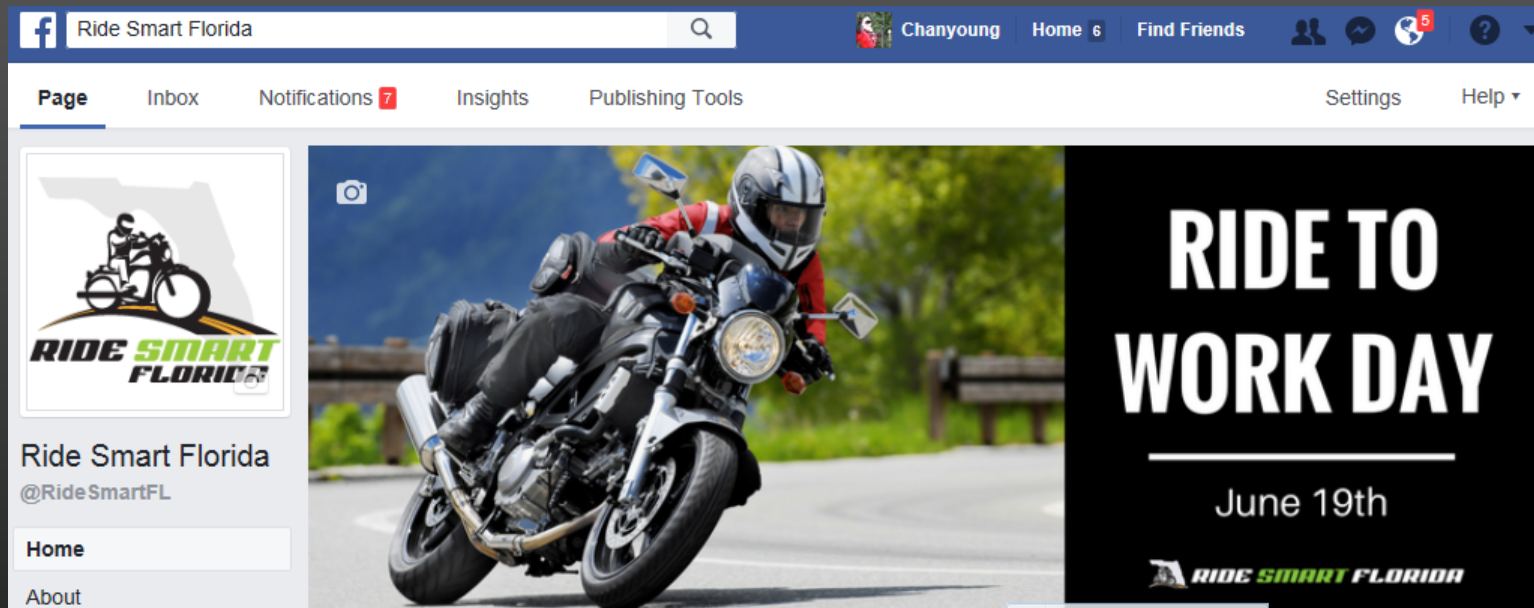 Ride Smart Florida
Chanyoung
Home 6
Find Friends
5
Page
Inbox
Notifications 7
Insights
Publishing Tools
Settings
Help
RIDE SMART
FLORIDA
Ride Smart Florida
@RideSmartFL
Home
About
RIDE TO
WORK DAY
June 19th
RIDE SMART FLORIDA